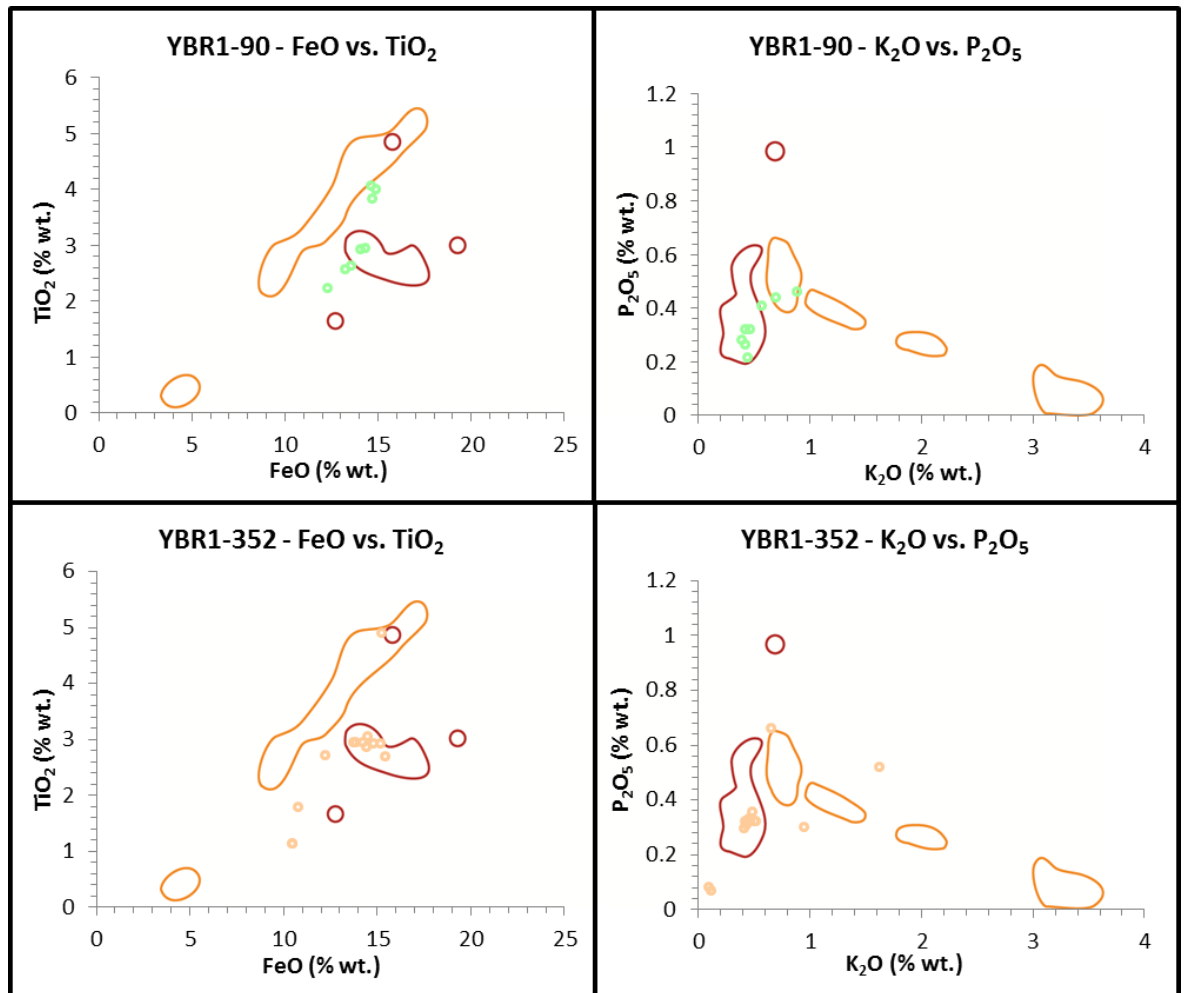 YBR1-90 - FeO vs. TiO₂
6
5
4
3
2
1
0
TiO₂ (% wt.)
0 5 10 15 20 25
FeO (% wt.)
YBR1-90 - K₂O vs. P₂O₅
1.2
1
0.8
0.6
0.4
0.2
0
P₂O₅ (% wt.)
0 1 2 3 4
K₂O (% wt.)
YBR1-352 - FeO vs. TiO₂
6
5
4
3
2
1
0
TiO₂ (% wt.)
0 5 10 15 20 25
FeO (% wt.)
YBR1-352 - K₂O vs. P₂O₅
1.2
1
0.8
0.6
0.4
0.2
0
P₂O₅ (% wt.)
0 1 2 3 4
K₂O (% wt.)